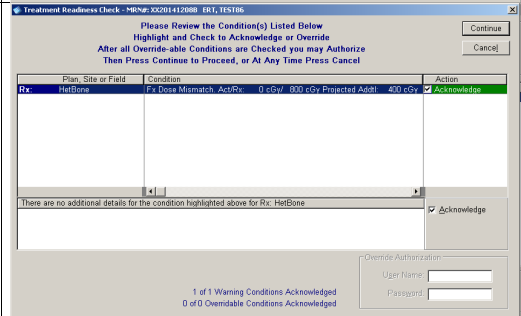 Treatment Readiness Check - MRN#: XX20141208B ERT, TEST86
Please Review the Condition(s) Listed Below
Highlight and Check to Acknowledge or Override
After all Override-able Conditions are Checked you may Authorize
Then Press Continue to Proceed, or At Any Time Press Cancel
Continue
Cancel
Plan, Site or Field Condition Action
Rx: HetBone Fx Dose Mismatch. Act/Rx: 0 cGy/ 800 cGy Projected Addtl: 400 cGy Acknowledge
There are no additional details for the condition highlighted above for Rx: HetBone
Acknowledge
Override Authorization
User Name:
Password:
1 of 1 Warning Conditions Acknowledged
0 of 0 Overridable Conditions Acknowledged